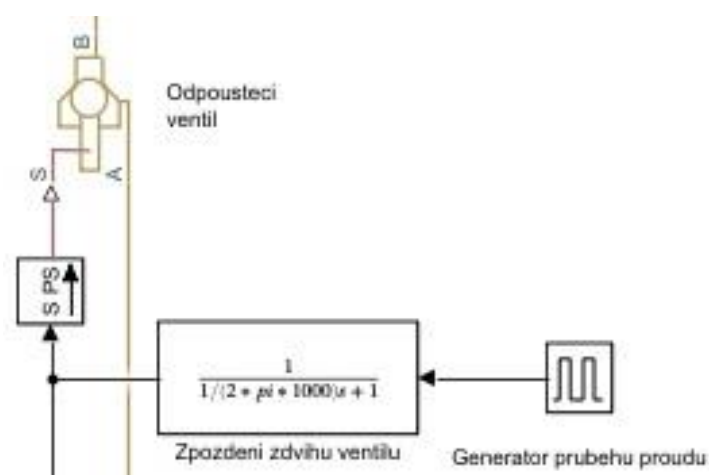 B
Odpousteci
ventil
S
A
S PS
1
1/(2 * pi * 1000)s + 1
Zpozdeni zdvihu ventilu
Generator prubehu proudu